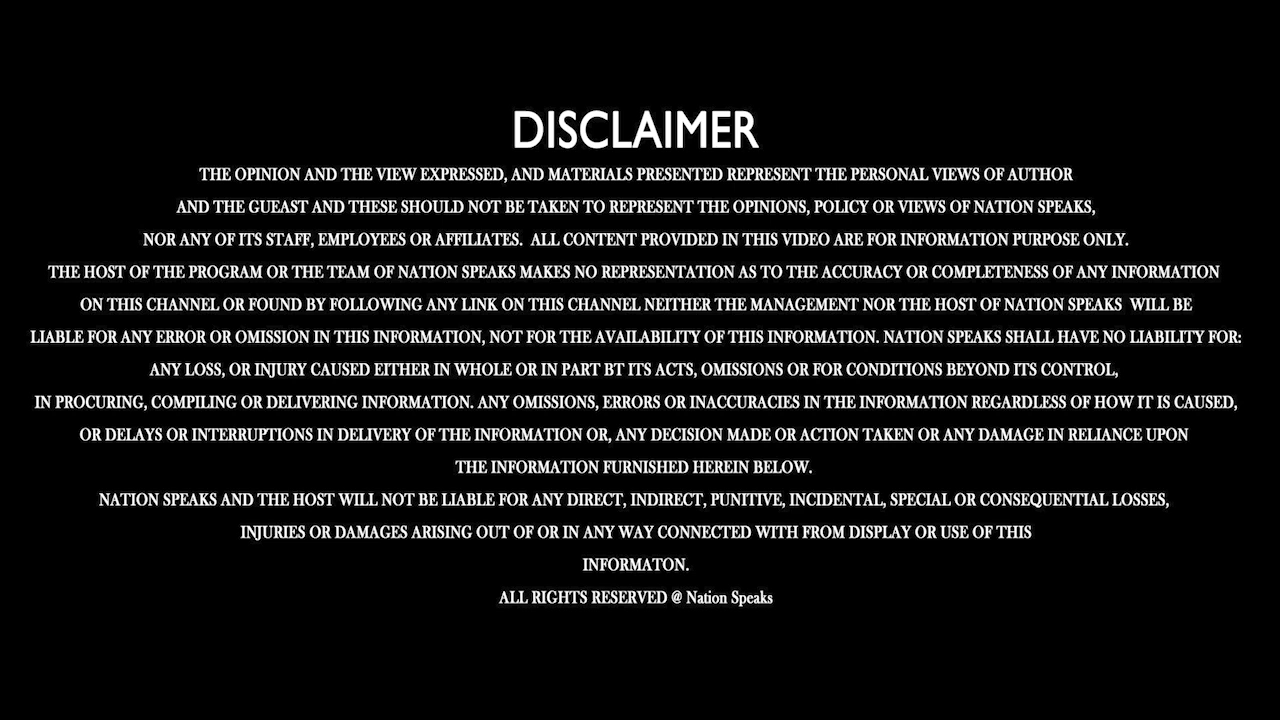 DISCLAIMER
THE OPINION AND THE VIEW EXPRESSED, AND MATERIALS PRESENTED REPRESENT THE PERSONAL VIEWS OF AUTHOR
AND THE GUEAST AND THESE SHOULD NOT BE TAKEN TO REPRESENT THE OPINIONS, POLICY OR VIEWS OF NATION SPEAKS,
NOR ANY OF ITS STAFF, EMPLOYEES OR AFFILIATES. ALL CONTENT PROVIDED IN THIS VIDEO ARE FOR INFORMATION PURPOSE ONLY.
THE HOST OF THE PROGRAM OR THE TEAM OF NATION SPEAKS MAKES NO REPRESENTATION AS TO THE ACCURACY OR COMPLETENESS OF ANY INFORMATION
ON THIS CHANNEL OR FOUND BY FOLLOWING ANY LINK ON THIS CHANNEL NEITHER THE MANAGEMENT NOR THE HOST OF NATION SPEAKS WILL BE
LIABLE FOR ANY ERROR OR OMISSION IN THIS INFORMATION, NOT FOR THE AVAILABILITY OF THIS INFORMATION. NATION SPEAKS SHALL HAVE NO LIABILITY FOR:
ANY LOSS, OR INJURY CAUSED EITHER IN WHOLE OR IN PART BT ITS ACTS, OMISSIONS OR FOR CONDITIONS BEYOND ITS CONTROL,
IN PROCURING, COMPILING OR DELIVERING INFORMATION. ANY OMISSIONS, ERRORS OR INACCURACIES IN THE INFORMATION REGARDLESS OF HOW IT IS CAUSED,
OR DELAYS OR INTERRUPTIONS IN DELIVERY OF THE INFORMATION OR, ANY DECISION MADE OR ACTION TAKEN OR ANY DAMAGE IN RELIANCE UPON
THE INFORMATION FURNISHED HEREIN BELOW.
NATION SPEAKS AND THE HOST WILL NOT BE LIABLE FOR ANY DIRECT, INDIRECT, PUNITIVE, INCIDENTAL, SPECIAL OR CONSEQUENTIAL LOSSES,
INJURIES OR DAMAGES ARISING OUT OF OR IN ANY WAY CONNECTED WITH FROM DISPLAY OR USE OF THIS
INFORMATON.
ALL RIGHTS RESERVED @ Nation Speaks